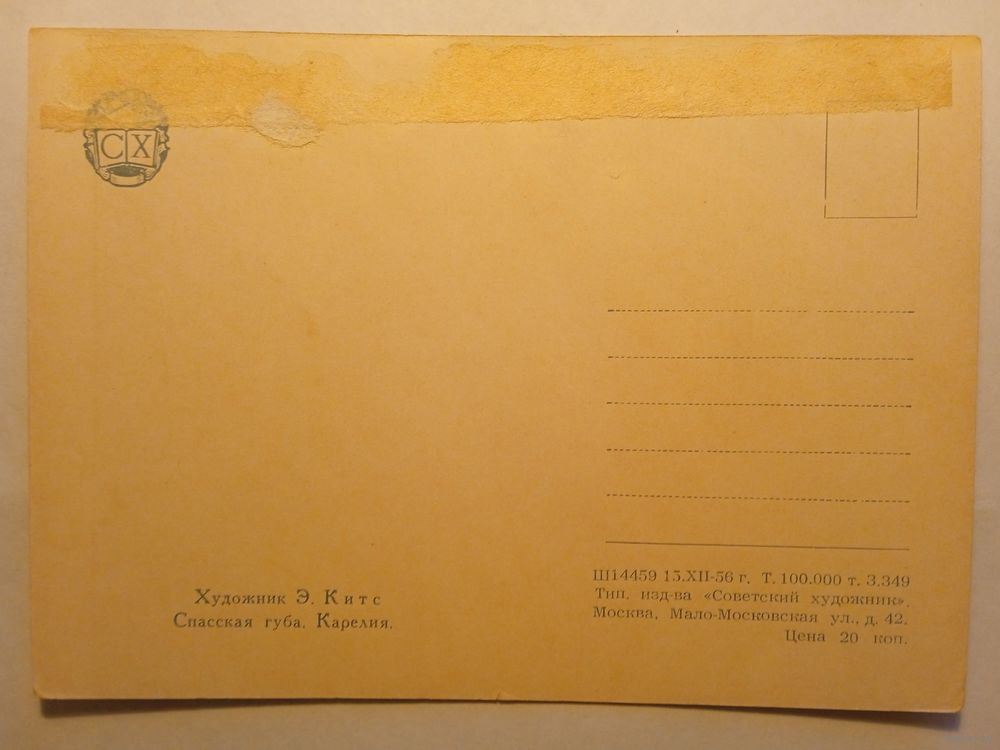 СХ
Художник Э. Китс
Спасская губа. Карелия.
Ш14459 13.XII-56 г. Т. 100.000 т. 3.349
Тип. изд-ва «Советский художник».
Москва, Мало-Московская ул., д. 42.
Цена 20 коп.